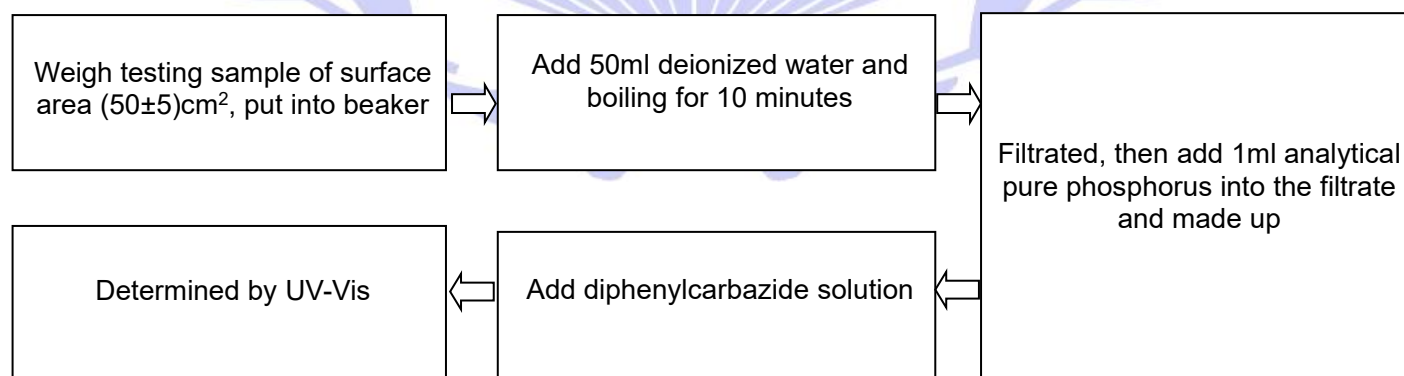 Weigh testing sample of surface
area (50±5)cm², put into beaker
Add 50ml deionized water and
boiling for 10 minutes
Filtrated, then add 1ml analytical
pure phosphorus into the filtrate
and made up
Add diphenylcarbazide solution
Determined by UV-Vis